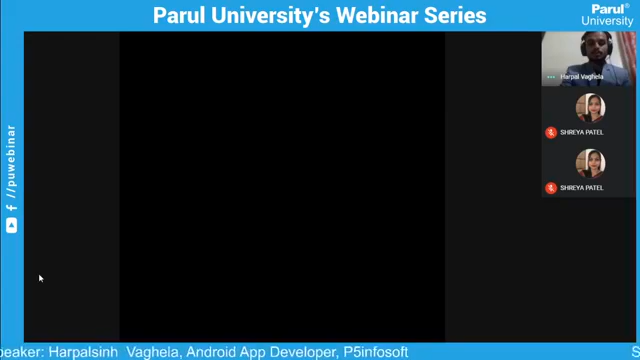 Parul University's Webinar Series
Parul®
University
Harpal Vaghela
SHREYA PATEL
SHREYA PATEL
//puwebinar
peaker: Harpalsinh Vaghela, Android App Developer, P5infosoft
S